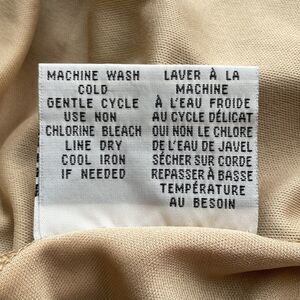 MACHINE WASH
COLD
GENTLE CYCLE
USE NON
CHLORINE BLEACH
LINE DRY
COOL IRON
IF NEEDED
LAVER À LA
MACHINE
À L'EAU FROIDE
AU CYCLE DÉLICAT
QUI NON LE CHLORE
DE L'EAU DE JAVEL
SÉCHER SUR CORDE
REPASSER À BASSE
TEMPÉRATURE
AU BESOIN